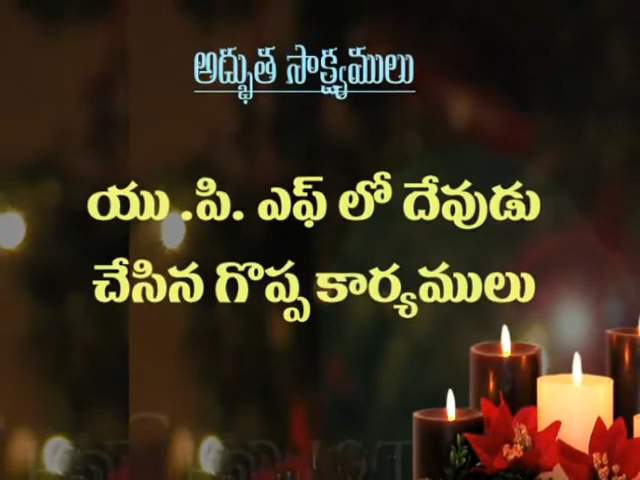 అద్భుత సాక్ష్యములు
యు .పి. ఎఫ్ లో దేవుడు
చేసిన గొప్ప కార్యములు